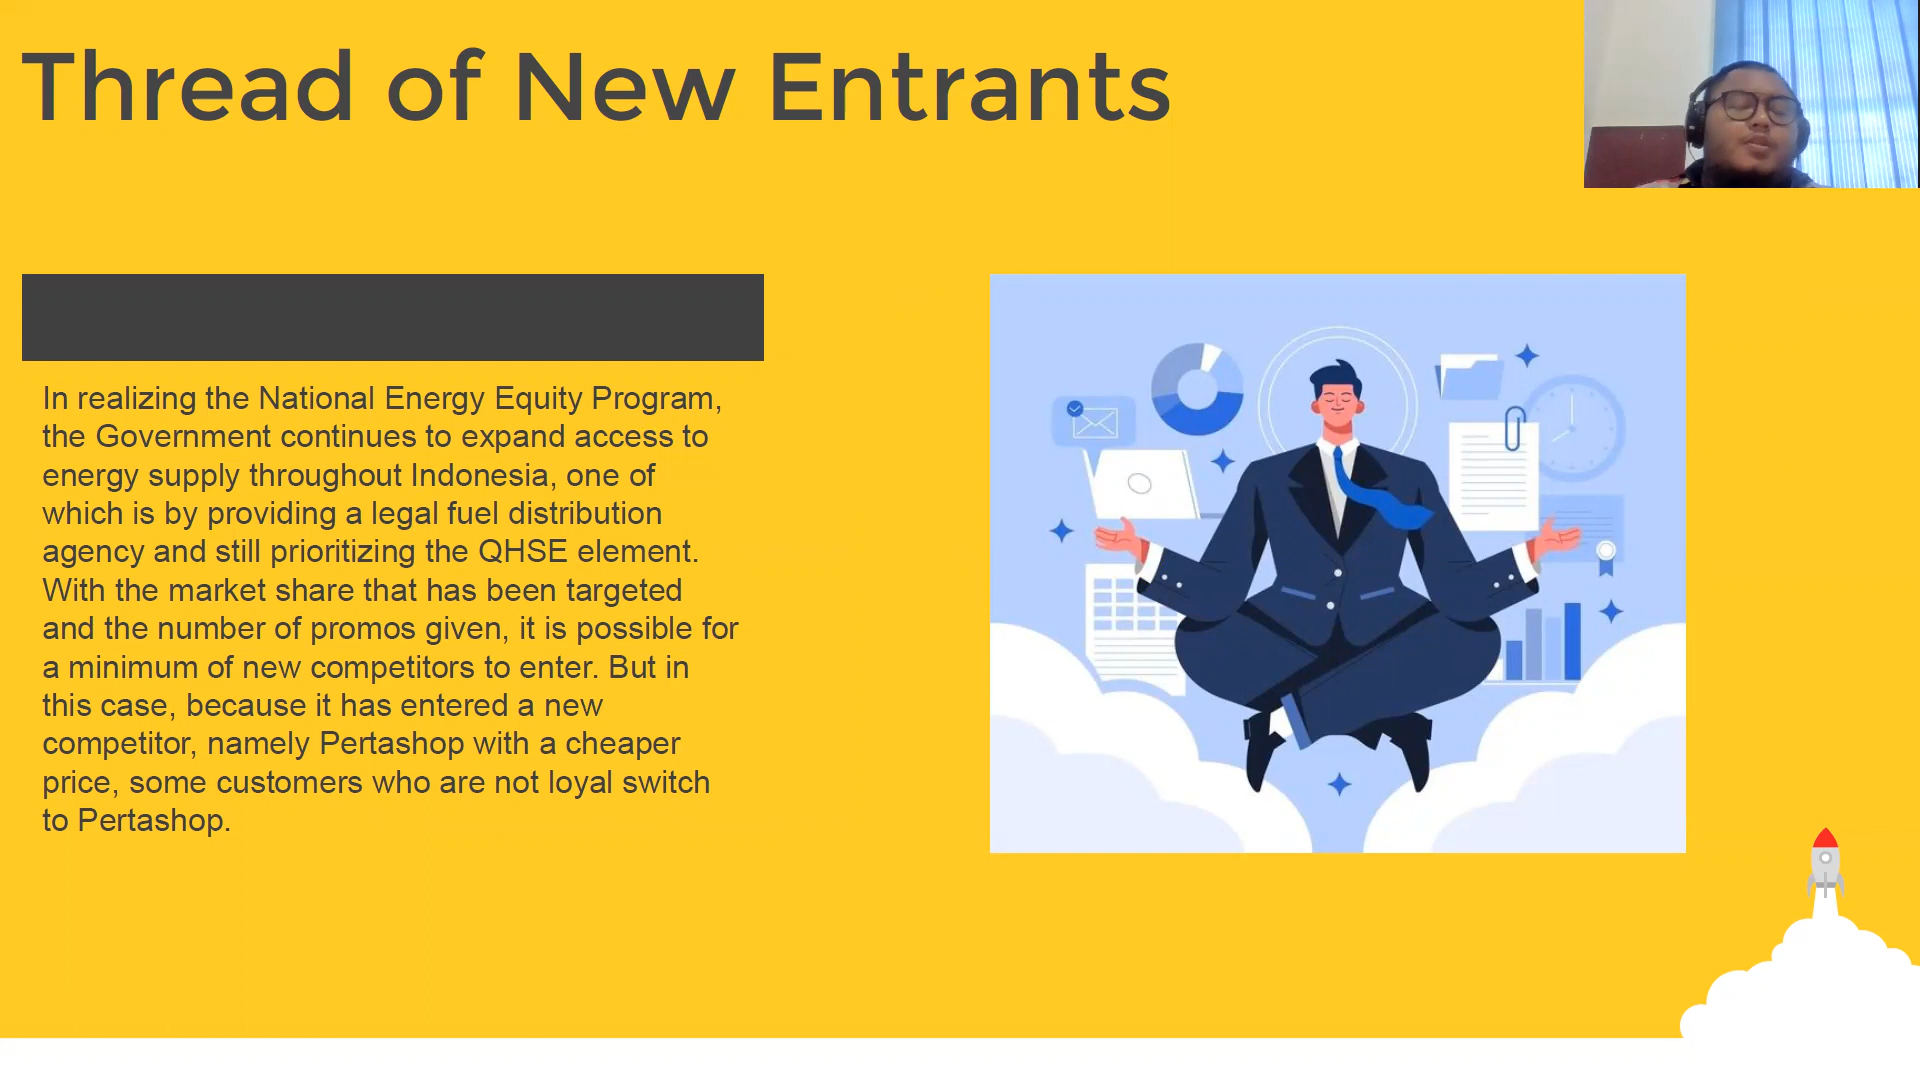 Thread of New Entrants
In realizing the National Energy Equity Program,
the Government continues to expand access to
energy supply throughout Indonesia, one of
which is by providing a legal fuel distribution
agency and still prioritizing the QHSE element.
With the market share that has been targeted
and the number of promos given, it is possible for
a minimum of new competitors to enter. But in
this case, because it has entered a new
competitor, namely Pertashop with a cheaper
price, some customers who are not loyal switch
to Pertashop.